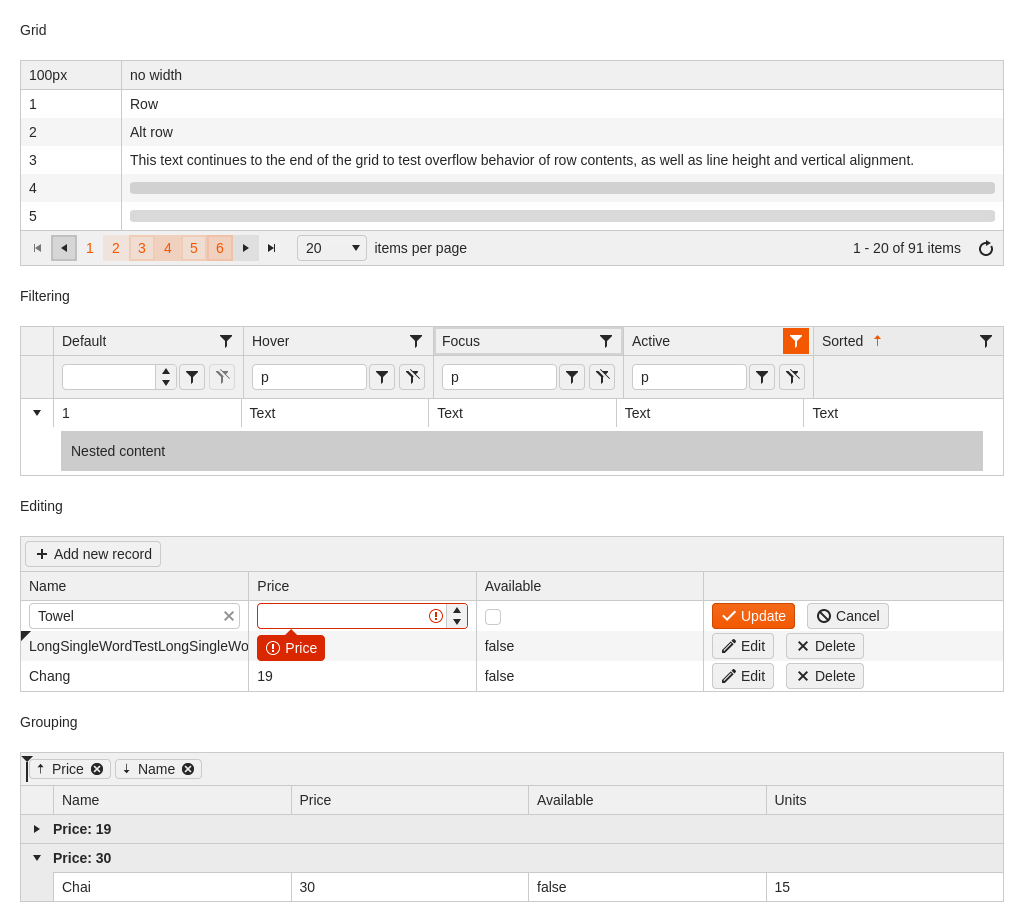 Grid
100px no width
1 Row
2 Alt row
3 This text continues to the end of the grid to test overflow behavior of row contents, as well as line height and vertical alignment.
4
5
1 2 3 4 5 6 20 items per page 1 - 20 of 91 items
Filtering
Default Hover Focus Active Sorted
p p p
1 Text Text Text Text
Nested content
Editing
Add new record
Name Price Available
Towel Update Cancel
LongSingleWordTestLongSingleWo Price false Edit Delete
Chang 19 false Edit Delete
Grouping
Price Name
Name Price Available Units
Price: 19
Price: 30
Chai 30 false 15